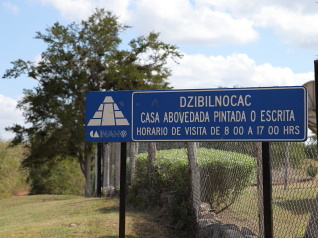 DZIBILNOCAC
CASA ABOVEDADA PINTADA O ESCRITA
HORARIO DE VISITA DE 8 00 A 17 00 HRS
INAH